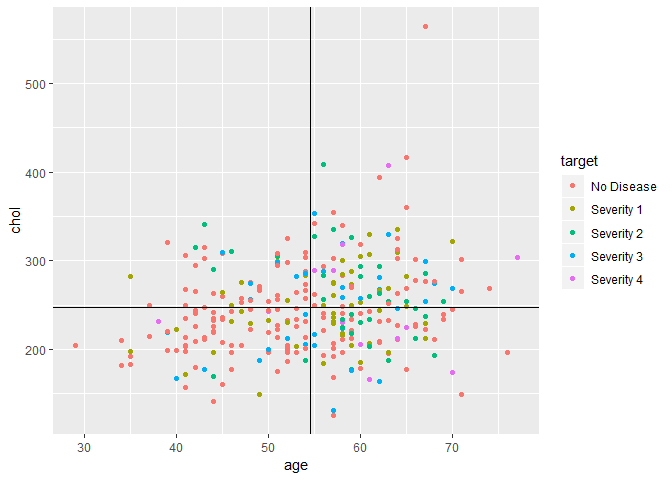 chol
500
400
300
200
30
40
50
60
70
age
target
No Disease
Severity 1
Severity 2
Severity 3
Severity 4